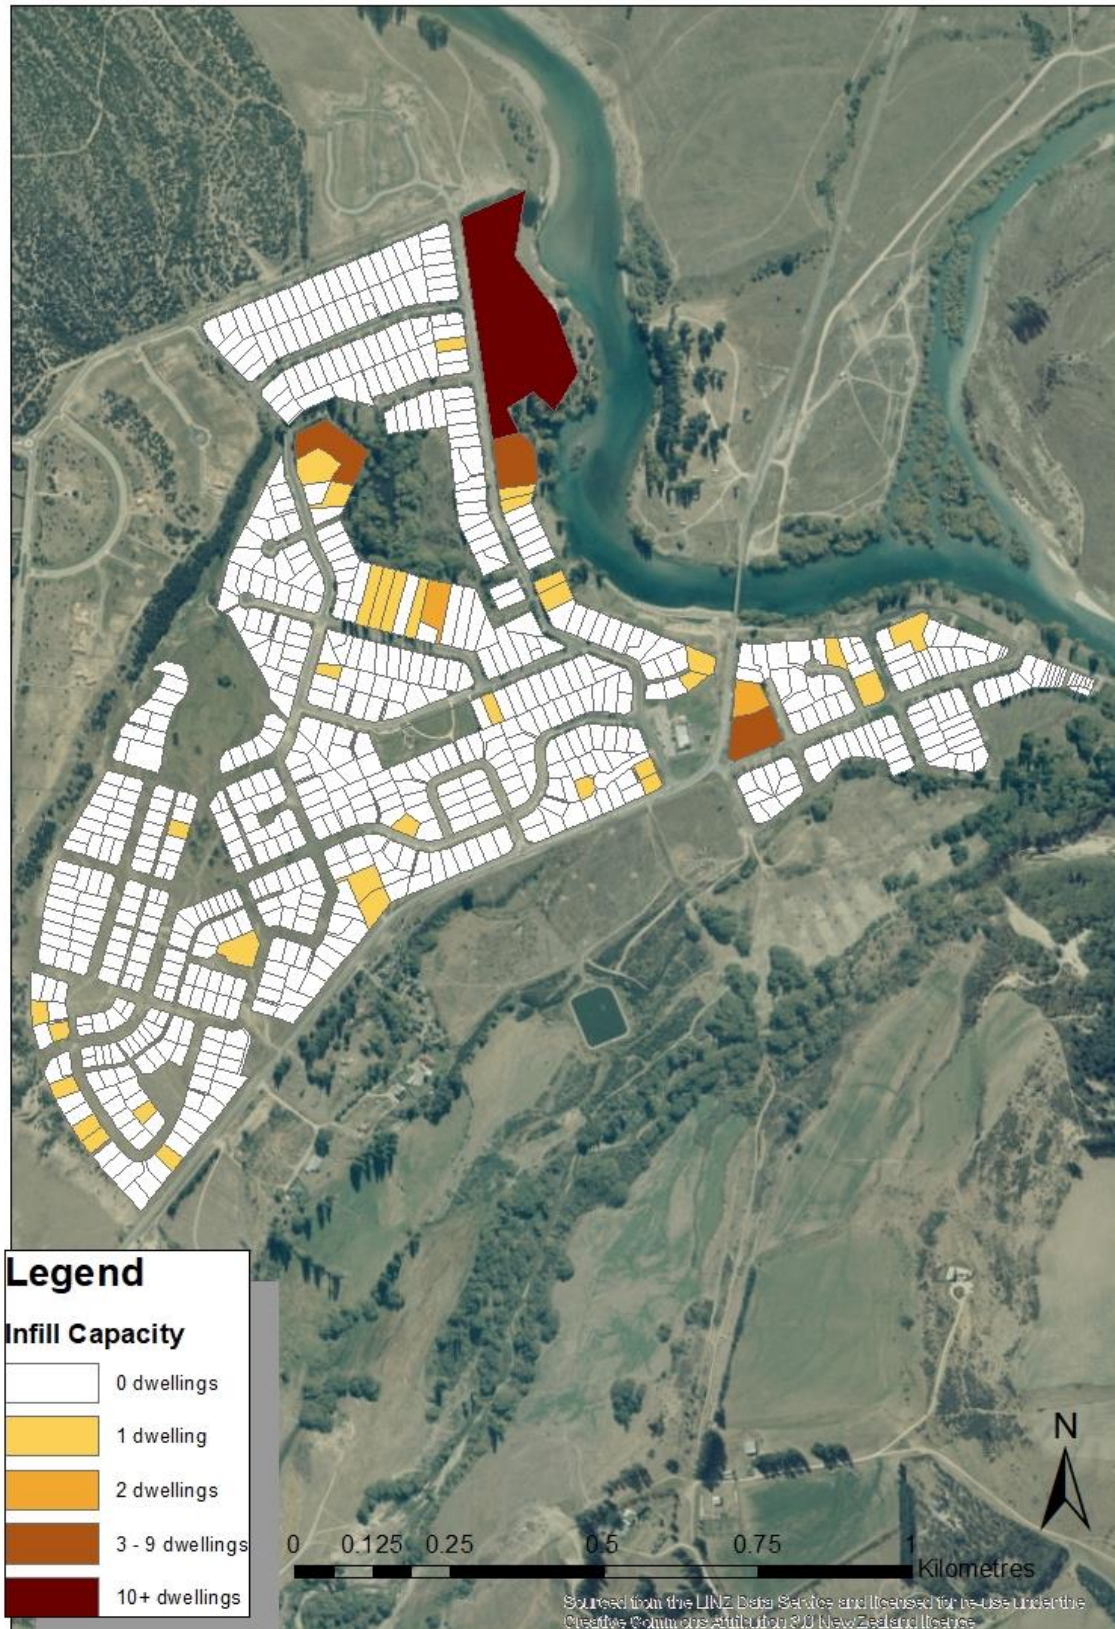 Legend
Infill Capacity
0 dwellings
1 dwelling
2 dwellings
3 - 9 dwellings
10+ dwellings
N
0 0.125 0.25 0.5 0.75 1
Kilometres
Sourced from the LINZ Data Service and licensed for re-use under the
Creative Commons Attribution 3.0 New Zealand licence